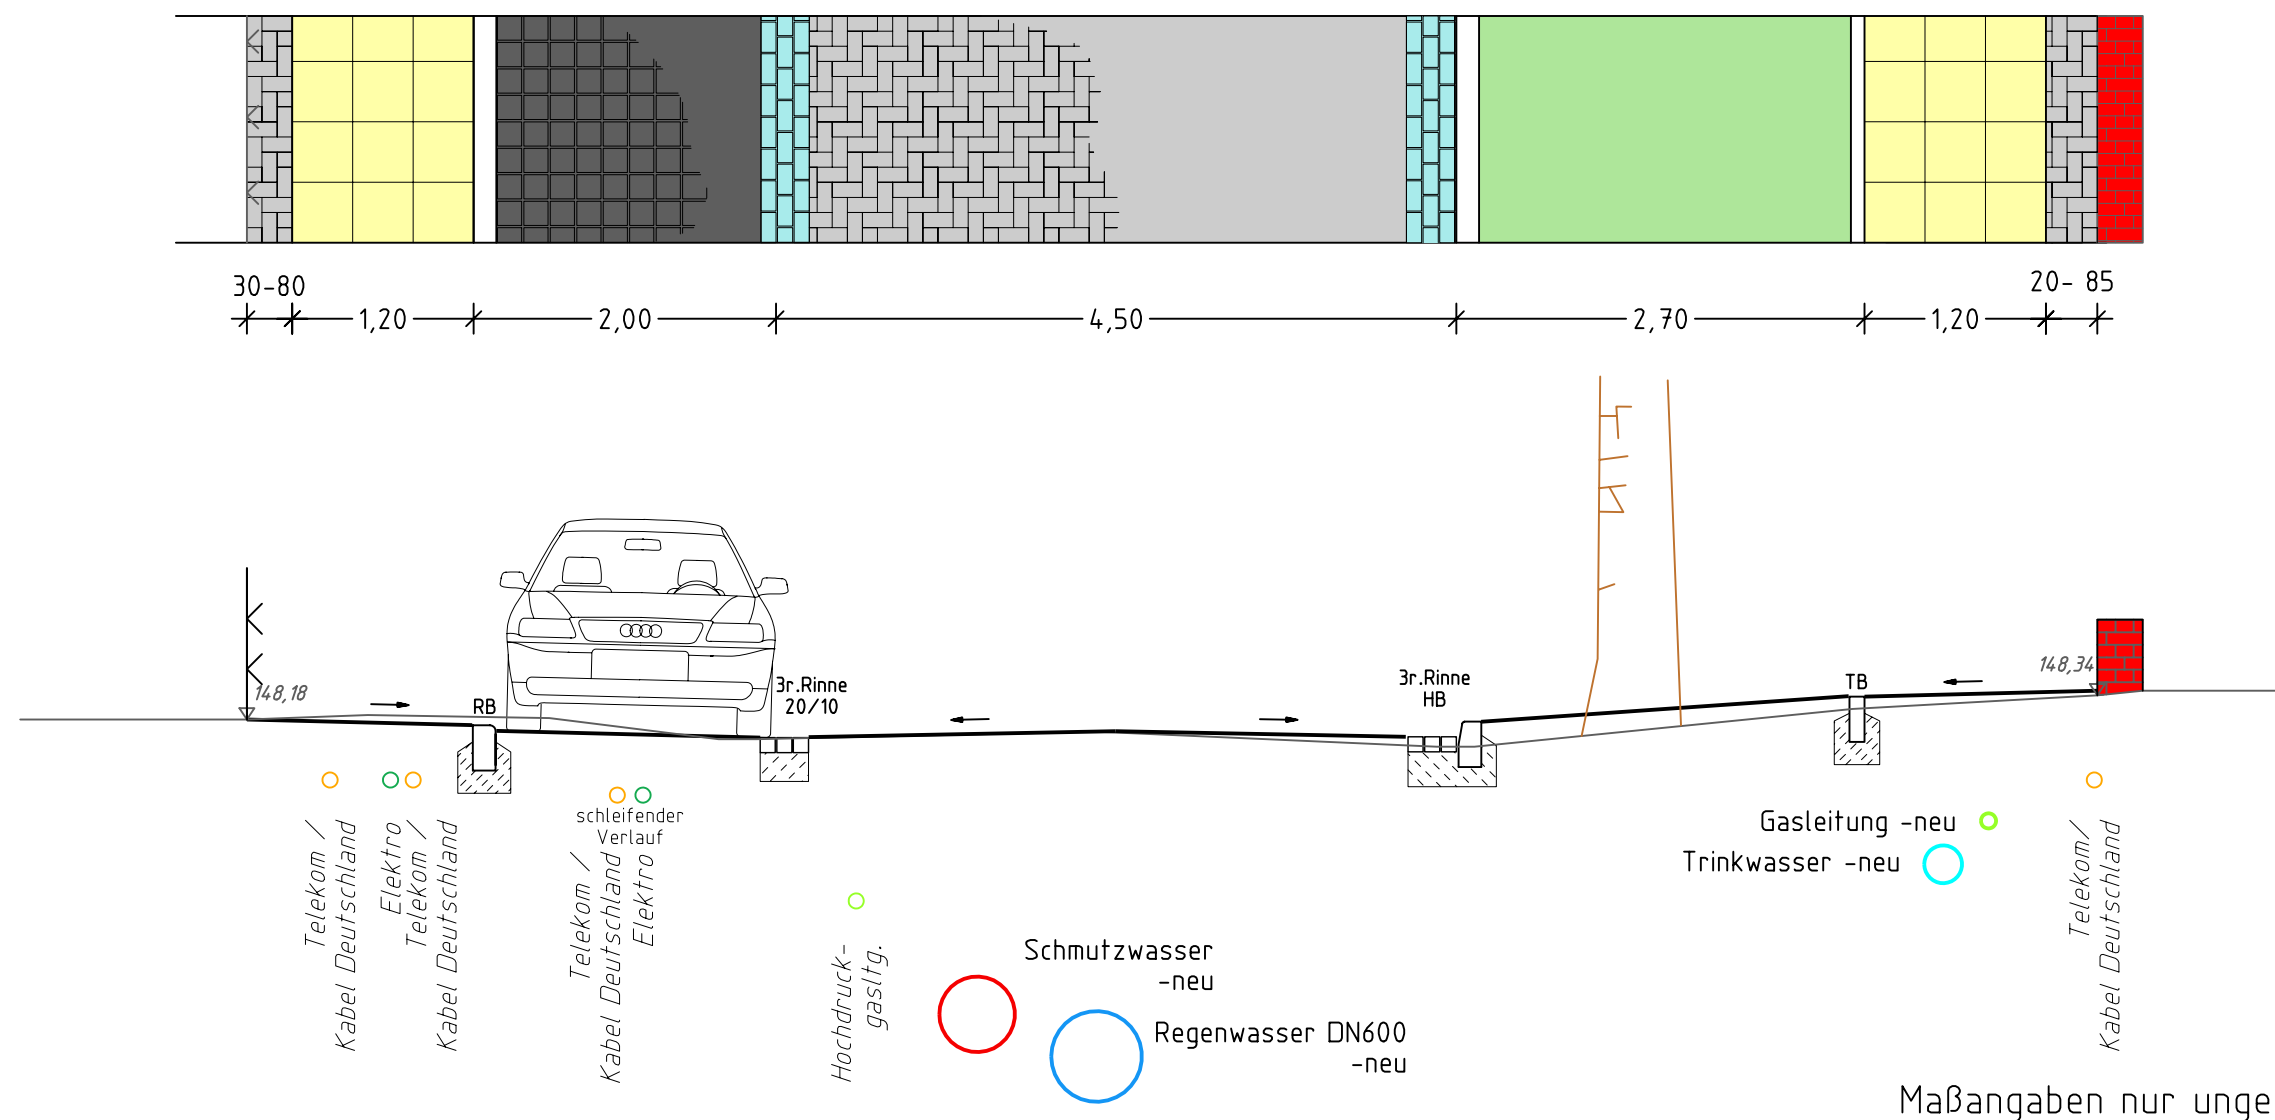 30-80
20- 85
1,20
2,00
4,50
2,70
1,20
148,18
RB
3r.Rinne
20/10
3r.Rinne
HB
TB
148,34
Telekom /
Kabel Deutschland
Elektro
Telekom /
Kabel Deutschland
schleifender
Verlauf
Telekom /
Kabel Deutschland
Elektro
Hochdruck-
gasltg.
Schmutzwasser
-neu
Regenwasser DN600
-neu
Gasleitung -neu
Trinkwasser -neu
Telekom/
Kabel Deutschland
Maßangaben nur unge